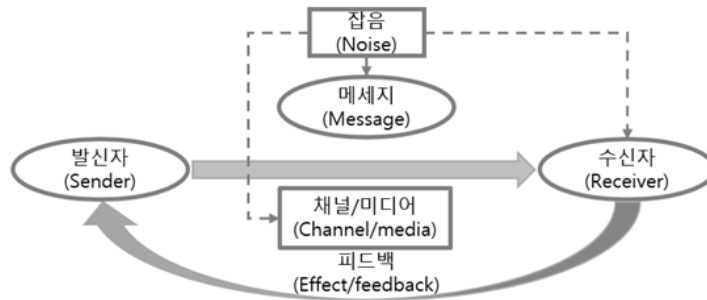 잡음
(Noise)
메세지
(Message)
발신자
(Sender)
수신자
(Receiver)
채널/미디어
(Channel/media)
피드백
(Effect/feedback)